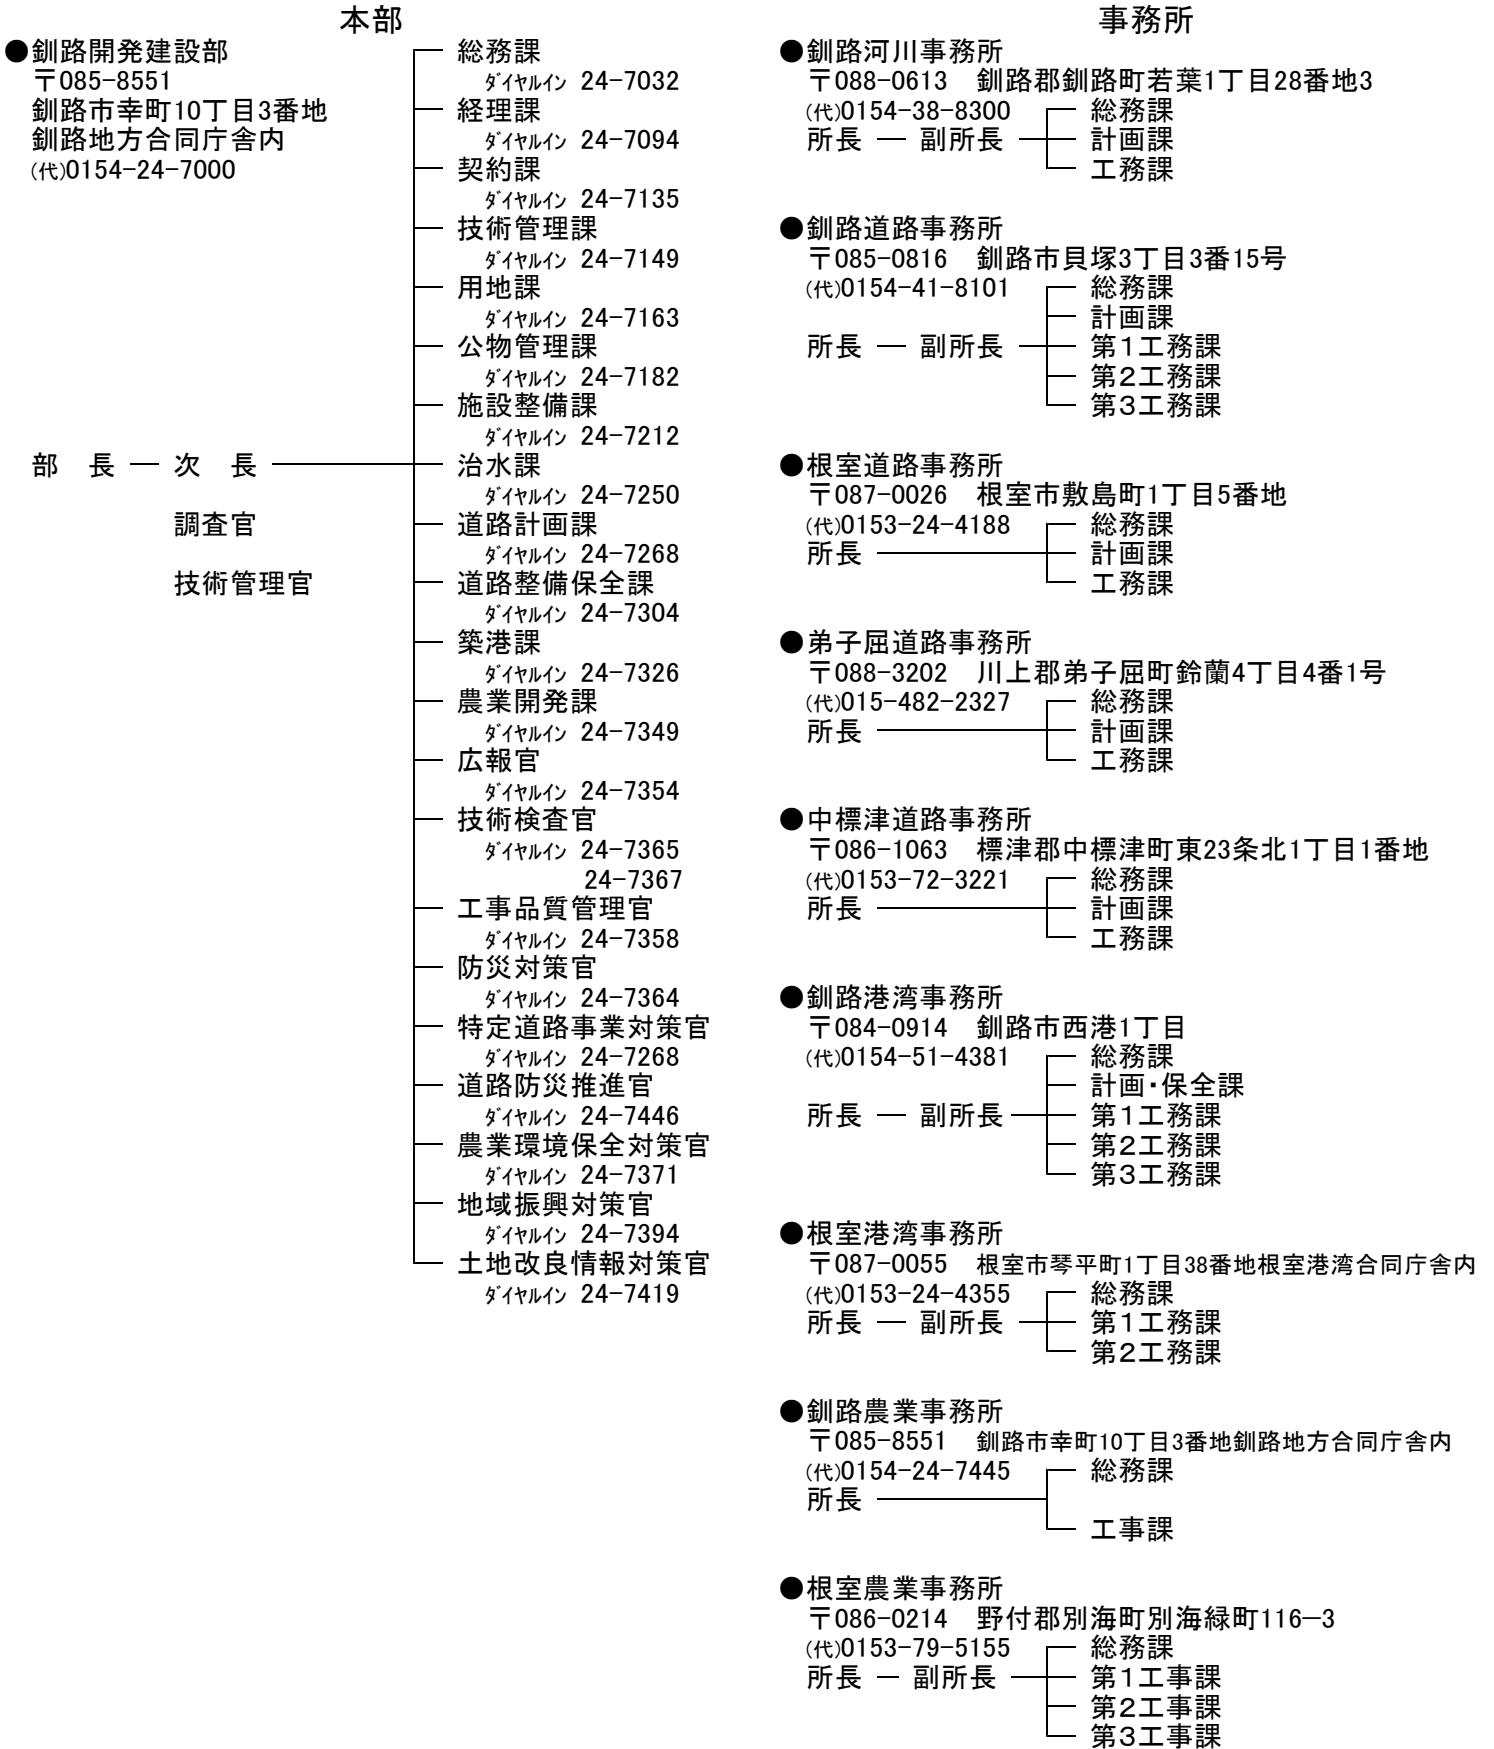 本部
●釧路開発建設部
〒085-8551
釧路市幸町10丁目3番地
釧路地方合同庁舎内
(代)0154-24-7000
部　長 ― 次　長
調査官
技術管理官
総務課
ﾀﾞｲﾔﾙｲﾝ 24-7032
経理課
ﾀﾞｲﾔﾙｲﾝ 24-7094
契約課
ﾀﾞｲﾔﾙｲﾝ 24-7135
技術管理課
ﾀﾞｲﾔﾙｲﾝ 24-7149
用地課
ﾀﾞｲﾔﾙｲﾝ 24-7163
公物管理課
ﾀﾞｲﾔﾙｲﾝ 24-7182
施設整備課
ﾀﾞｲﾔﾙｲﾝ 24-7212
治水課
ﾀﾞｲﾔﾙｲﾝ 24-7250
道路計画課
ﾀﾞｲﾔﾙｲﾝ 24-7268
道路整備保全課
ﾀﾞｲﾔﾙｲﾝ 24-7304
築港課
ﾀﾞｲﾔﾙｲﾝ 24-7326
農業開発課
ﾀﾞｲﾔﾙｲﾝ 24-7349
広報官
ﾀﾞｲﾔﾙｲﾝ 24-7354
技術検査官
ﾀﾞｲﾔﾙｲﾝ 24-7365
24-7367
工事品質管理官
ﾀﾞｲﾔﾙｲﾝ 24-7358
防災対策官
ﾀﾞｲﾔﾙｲﾝ 24-7364
特定道路事業対策官
ﾀﾞｲﾔﾙｲﾝ 24-7268
道路防災推進官
ﾀﾞｲﾔﾙｲﾝ 24-7446
農業環境保全対策官
ﾀﾞｲﾔﾙｲﾝ 24-7371
地域振興対策官
ﾀﾞｲﾔﾙｲﾝ 24-7394
土地改良情報対策官
ﾀﾞｲﾔﾙｲﾝ 24-7419
事務所
●釧路河川事務所
〒088-0613　釧路郡釧路町若葉1丁目28番地3
(代)0154-38-8300　総務課
所長 ― 副所長　計画課
工務課
●釧路道路事務所
〒085-0816　釧路市貝塚3丁目3番15号
(代)0154-41-8101　総務課
計画課
所長 ― 副所長　第１工務課
第２工務課
第３工務課
●根室道路事務所
〒087-0026　根室市敷島町1丁目5番地
(代)0153-24-4188　総務課
所長　計画課
工務課
●弟子屈道路事務所
〒088-3202　川上郡弟子屈町鈴蘭4丁目4番1号
(代)015-482-2327　総務課
所長　計画課
工務課
●中標津道路事務所
〒086-1063　標津郡中標津町東23条北1丁目1番地
(代)0153-72-3221　総務課
所長　計画課
工務課
●釧路港湾事務所
〒084-0914　釧路市西港1丁目
(代)0154-51-4381　総務課
計画・保全課
所長 ― 副所長　第１工務課
第２工務課
第３工務課
●根室港湾事務所
〒087-0055　根室市琴平町1丁目38番地根室港湾合同庁舎内
(代)0153-24-4355　総務課
所長 ― 副所長　第１工務課
第２工務課
●釧路農業事務所
〒085-8551　釧路市幸町10丁目3番地釧路地方合同庁舎内
(代)0154-24-7445　総務課
所長
工事課
●根室農業事務所
〒086-0214　野付郡別海町別海緑町116－3
(代)0153-79-5155　総務課
所長 ― 副所長　第１工事課
第２工事課
第３工事課